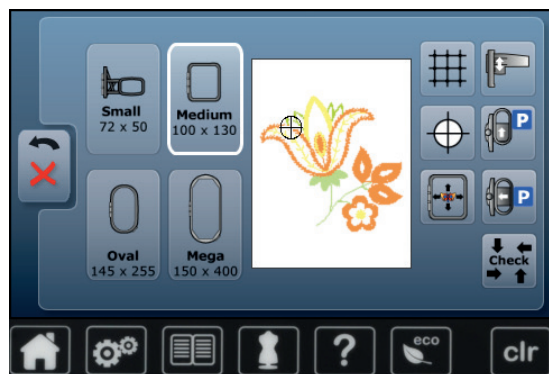 Small
72 x 50
Medium
100 x 130
P
Oval
145 x 255
Mega
150 x 400
P
Check
?
eco
clr